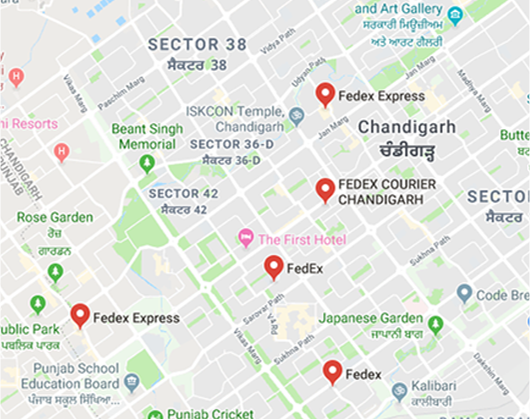 and Art Gallery
ਸਰਕਾਰੀ ਮਿਊਜ਼ੀਅਮ
ਅਤੇ ਆਰਟ ਗੈਲਰੀ
SECTOR 38
ਸੈਕਟਰ 38
Vidya Path
Udyan Path
Jan Marg
Madhya Marg
Vikas Marg
Paschim Marg
Fedex Express
ISKCON Temple,
Chandigarh
Jan Marg
Chandigarh
ਚੰਡੀਗੜ੍ਹ
Resorts
Beant Singh
Memorial
SECTOR 36-D
ਸੈਕਟਰ 36-D
CHANDIGARH
PUNJAB
SECTOR 42
ਸੈਕਟਰ 42
FEDEX COURIER
CHANDIGARH
SECTO
ਸੈਕਟਰ
Rose Garden
ਰੋਜ਼
ਗਾਰਡਨ
The First Hotel
Sukhna Path
FedEx
Code Bre
Sarovar Path
V4 Rd
Fedex Express
Japanese Garden
ਜਾਪਾਨੀ ਬਾਗ
ublic Park
ਪਬਲਿਕ ਪਾਰਕ
Vikas Marg
Sukhna Path
Dakshin Marg
Punjab School
Education Board
ਪੰਜਾਬ ਸਕੂਲ ਸਿੱਖਿਆ...
Fedex
Kalibari
ਕਾਲੀਬਾਰੀ
Punjab Cricket